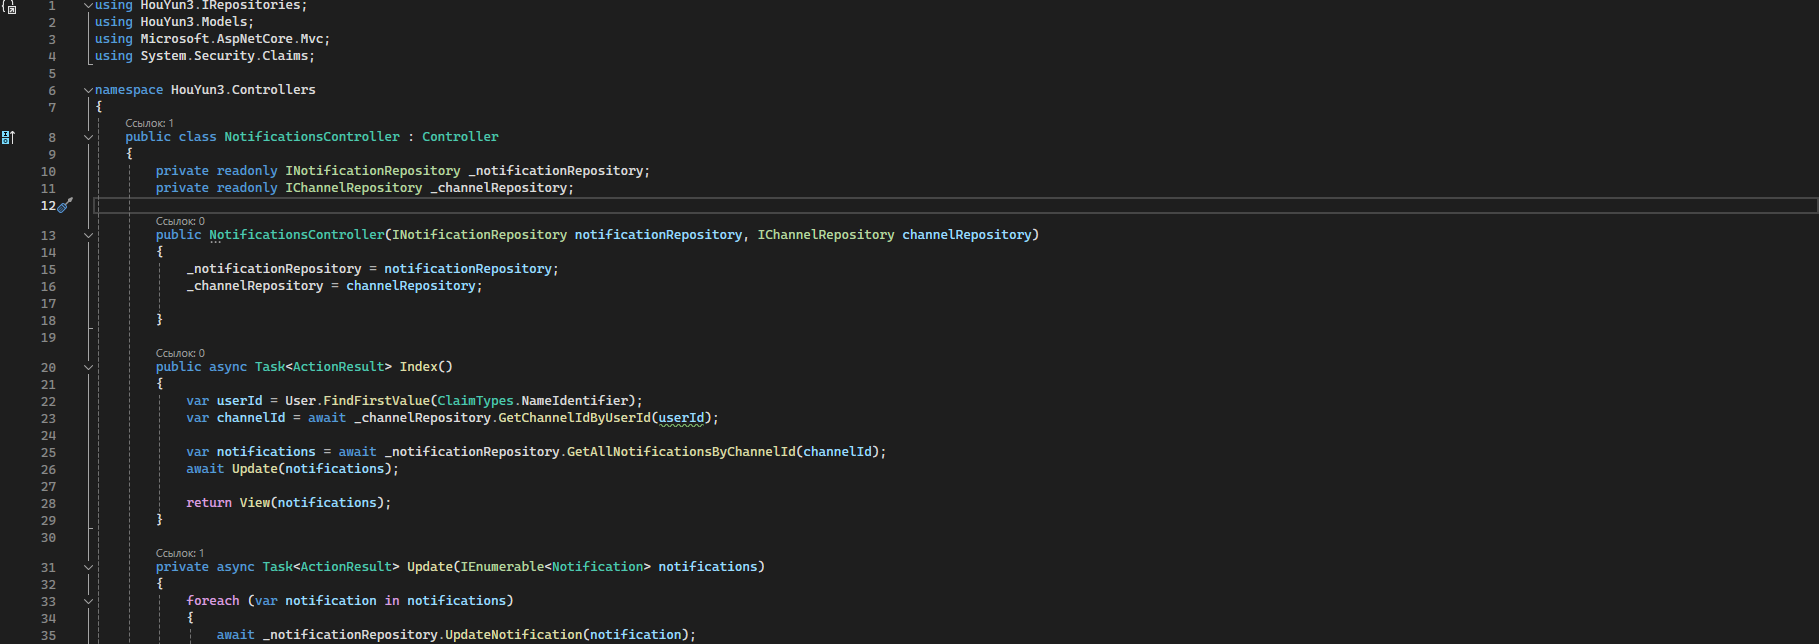 1 using HouYun3.IRepositories;
2 using HouYun3.Models;
3 using Microsoft.AspNetCore.Mvc;
4 using System.Security.Claims;
5
6 namespace HouYun3.Controllers
7 {
Ссылок: 1
8 public class NotificationsController : Controller
9 {
10 private readonly INotificationRepository _notificationRepository;
11 private readonly IChannelRepository _channelRepository;
12
Ссылок: 0
13 public NotificationsController(INotificationRepository notificationRepository, IChannelRepository channelRepository)
14 {
15 _notificationRepository = notificationRepository;
16 _channelRepository = channelRepository;
17
18 }
19
Ссылок: 0
20 public async Task<ActionResult> Index()
21 {
22 var userId = User.FindFirstValue(ClaimTypes.NameIdentifier);
23 var channelId = await _channelRepository.GetChannelIdByUserId(userId);
24
25 var notifications = await _notificationRepository.GetAllNotificationsByChannelId(channelId);
26 await Update(notifications);
27
28 return View(notifications);
29 }
30
Ссылок: 1
31 private async Task<ActionResult> Update(IEnumerable<Notification> notifications)
32 {
33 foreach (var notification in notifications)
34 {
35 await _notificationRepository.UpdateNotification(notification);